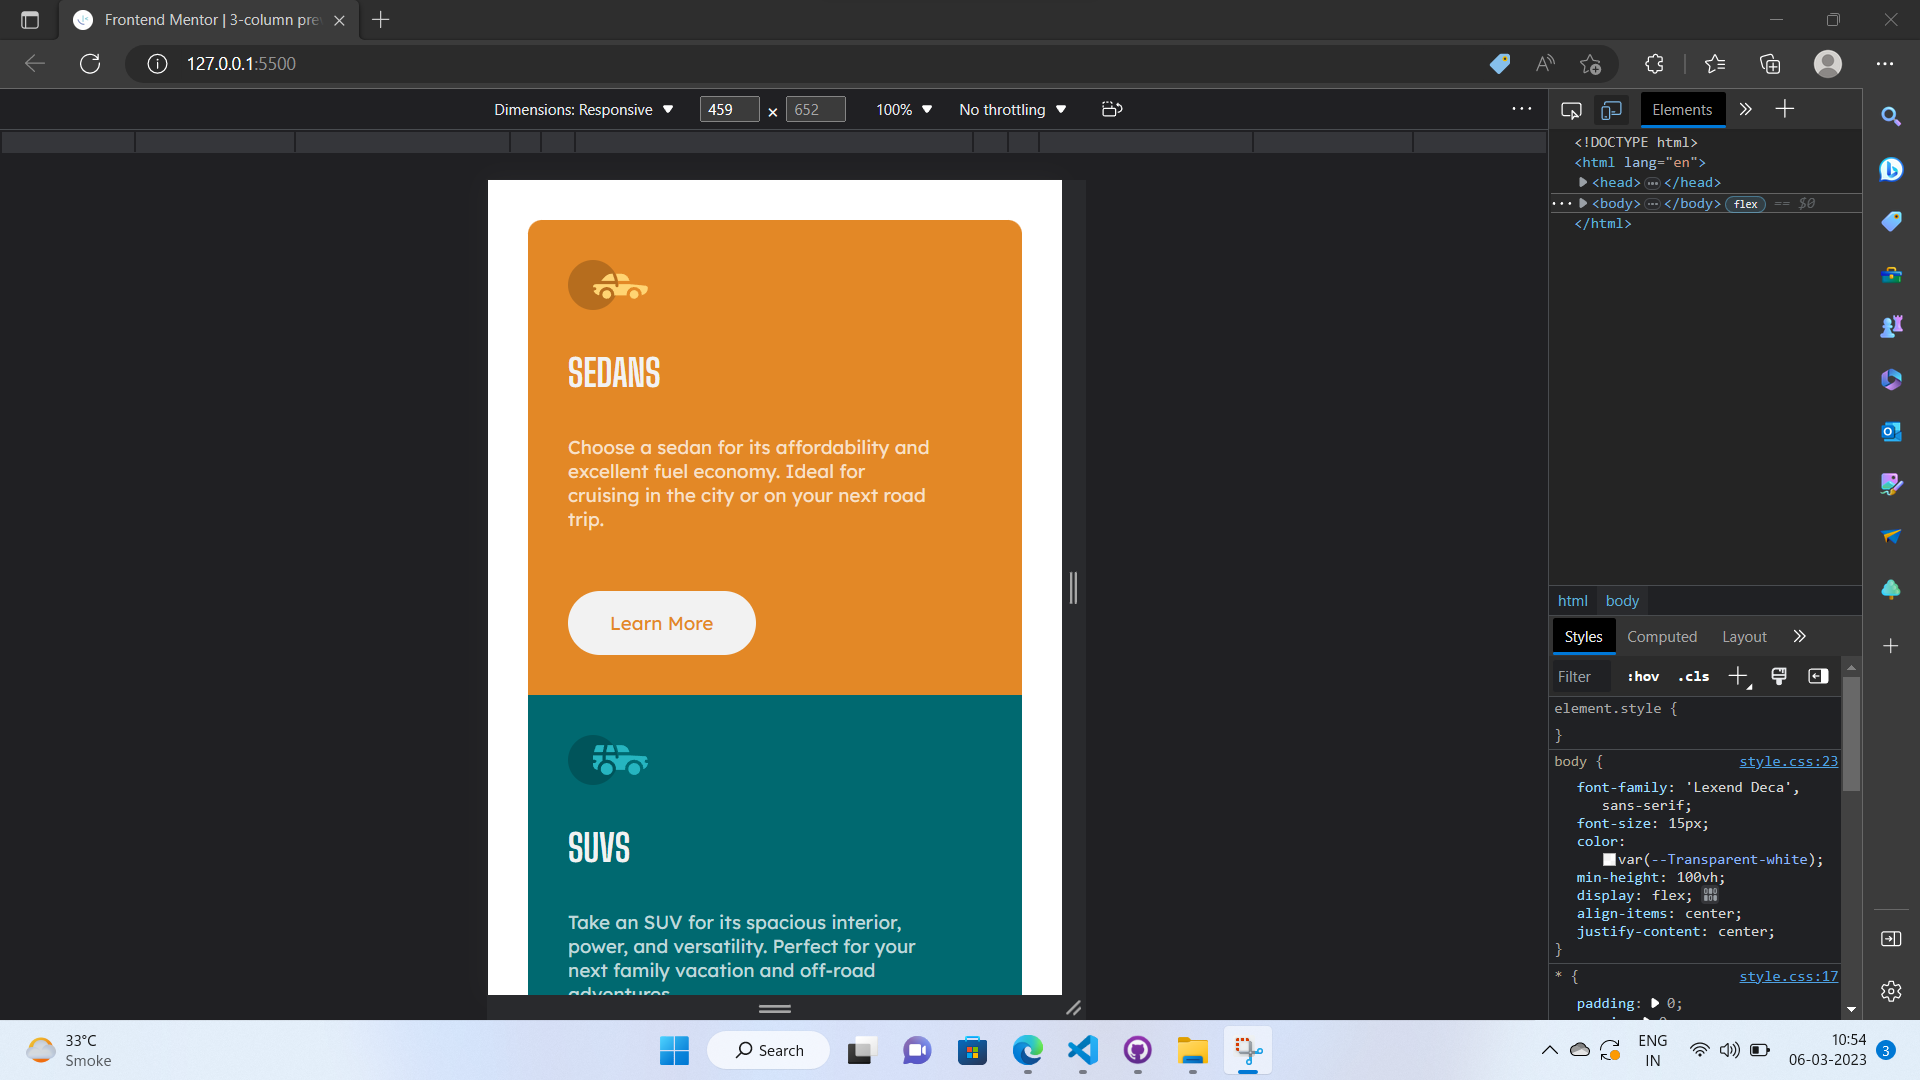 Frontend Mentor | 3-column pre
127.0.0.1:5500
Dimensions: Responsive 459 × 652 100% No throttling
Elements
<!DOCTYPE html>
<html lang="en">
<head> ··· </head>
··· <body> ··· </body> flex == $0
</html>
SEDANS
Choose a sedan for its affordability and
excellent fuel economy. Ideal for
cruising in the city or on your next road
trip.
Learn More
SUVS
Take an SUV for its spacious interior,
power, and versatility. Perfect for your
next family vacation and off-road
adventures
html body
Styles Computed Layout
Filter :hov .cls
element.style {
}
body { style.css:23
font-family: 'Lexend Deca',
sans-serif;
font-size: 15px;
color:
var(--Transparent-white);
min-height: 100vh;
display: flex;
align-items: center;
justify-content: center;
}
* { style.css:17
padding: 0;
33°C
Smoke
Search
ENG
IN
10:54
06-03-2023
3